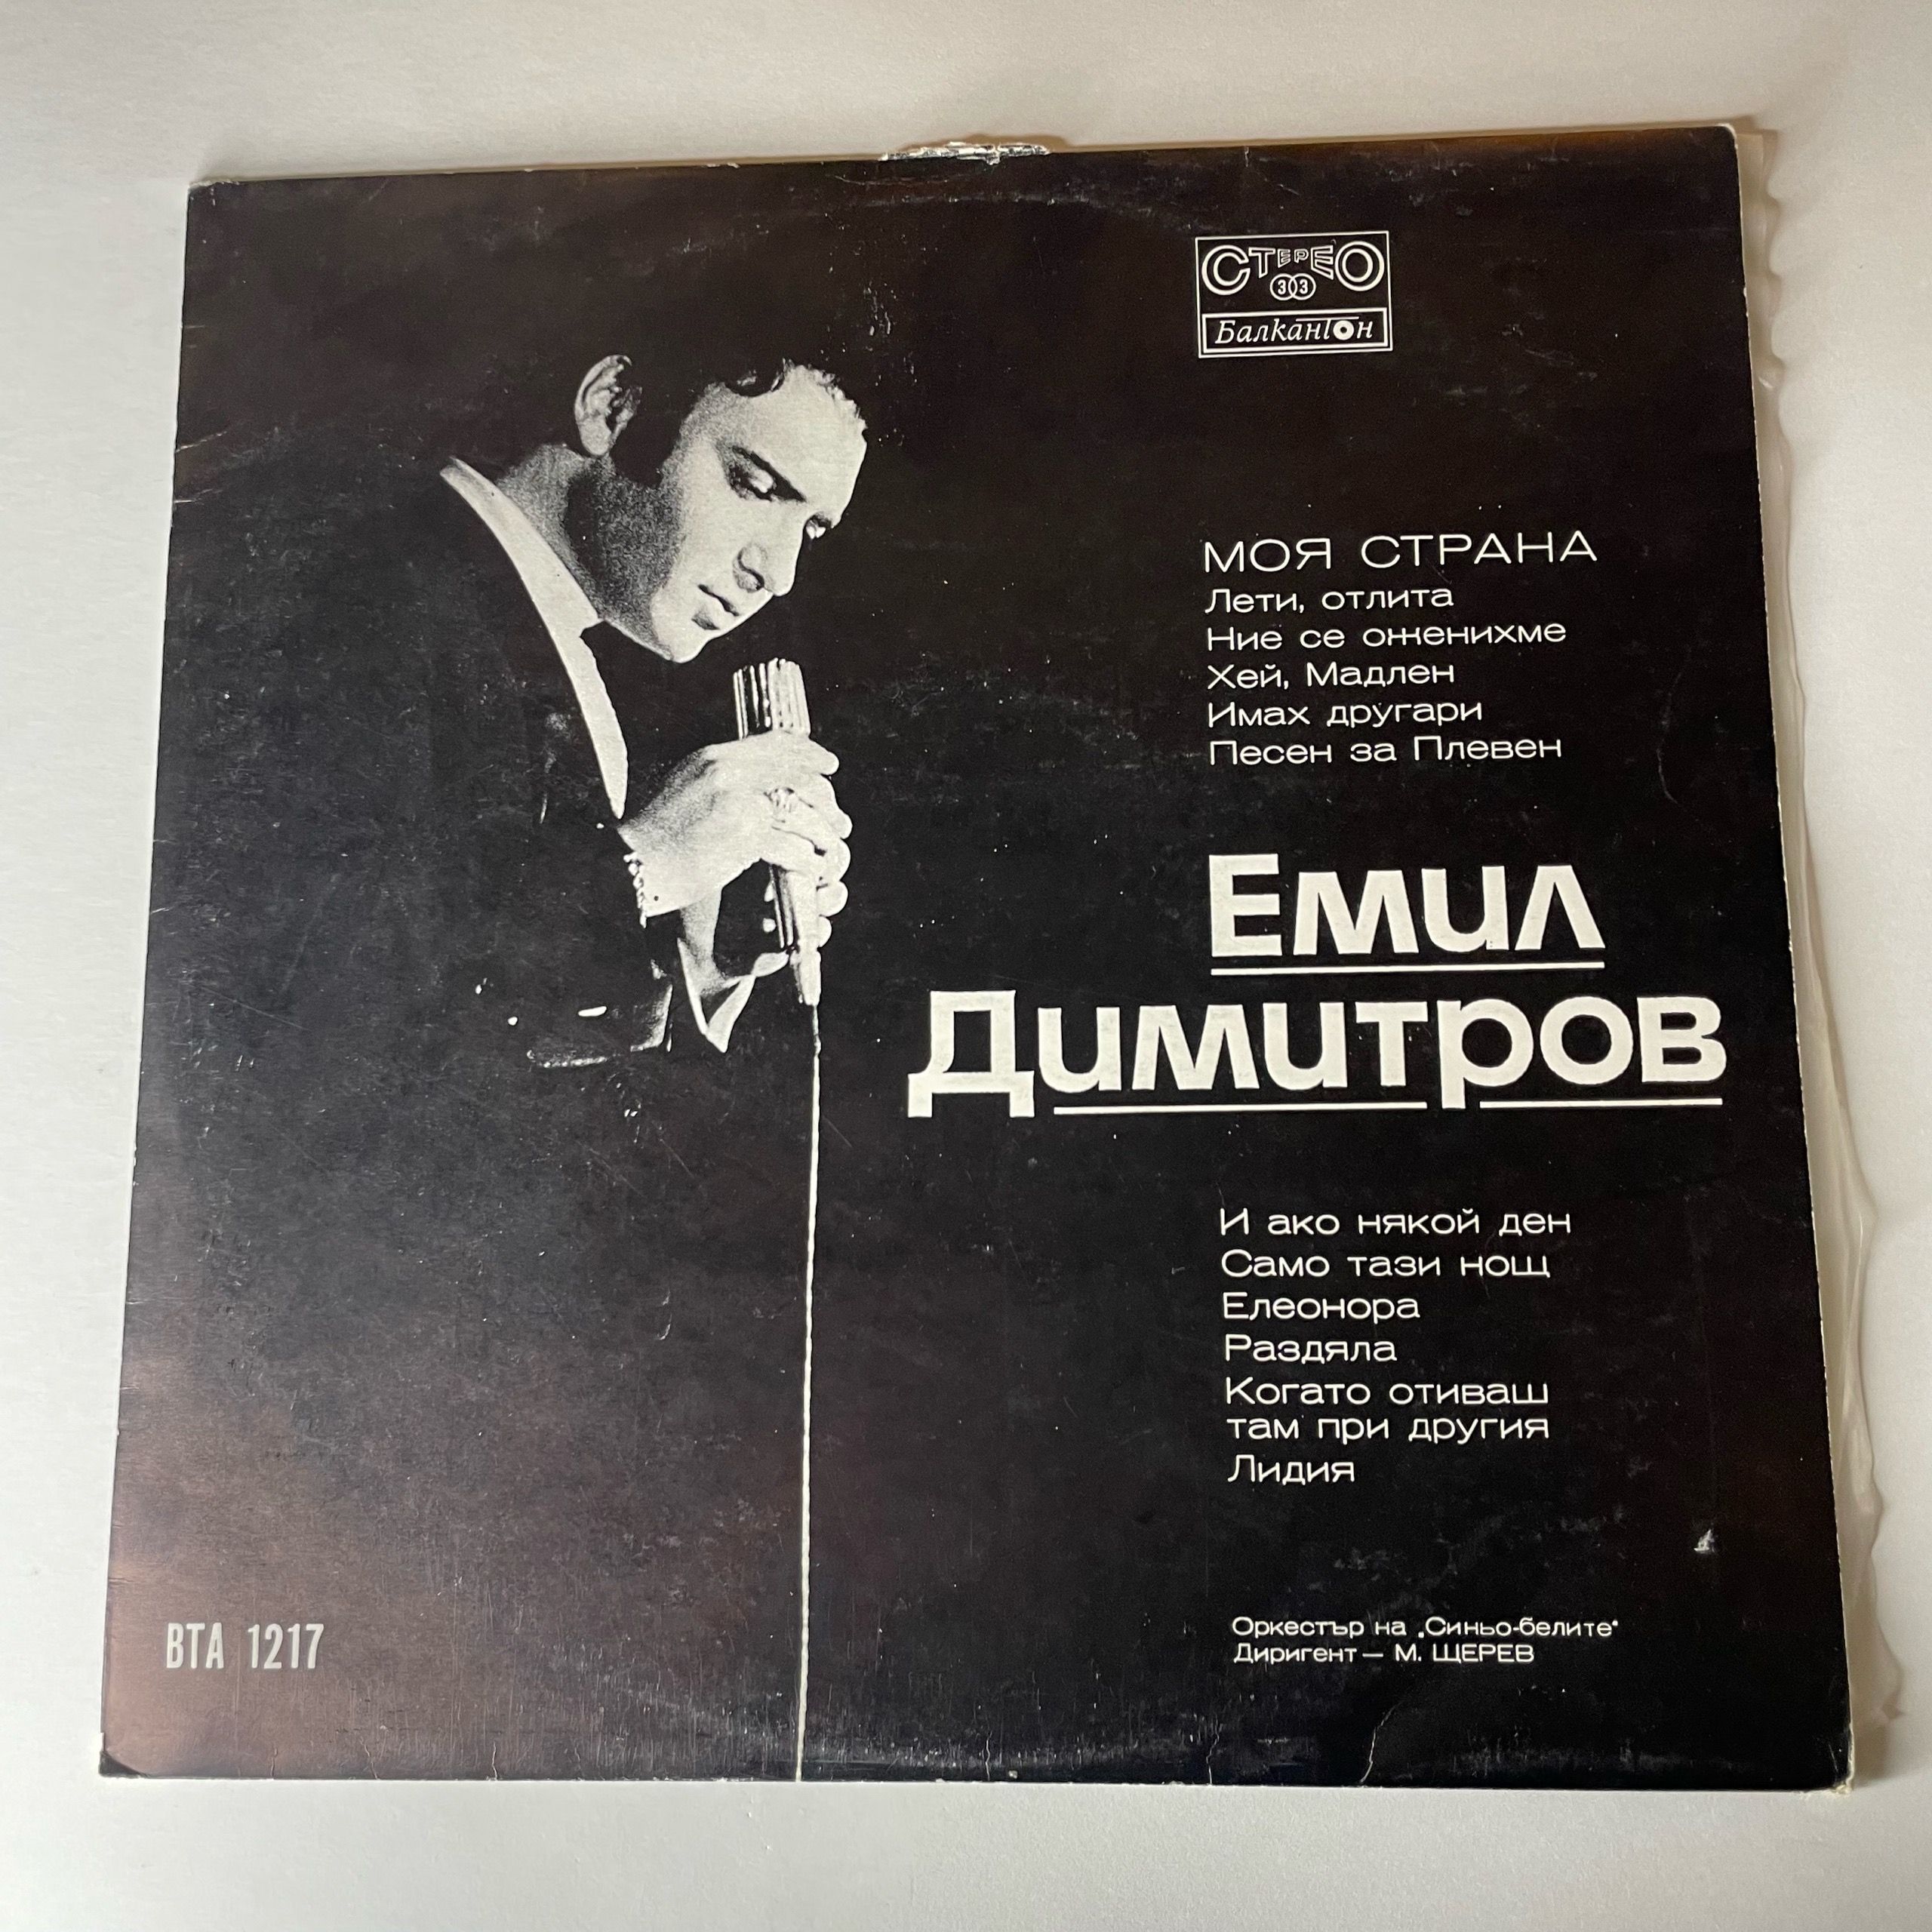 СТЕРЕО
33
Балкантон
МОЯ СТРАНА
Лети, отлита
Ние се оженихме
Хей, Мадлен
Имах другари
Песен за Плевен
Емил
Димитров
И ако някой ден
Само тази нощ
Елеонора
Раздяла
Когато отиваш
там при другия
Лидия
Оркестър на „Синьо-белите“
Диригент — М. ЩЕРЕВ
ВТА 1217